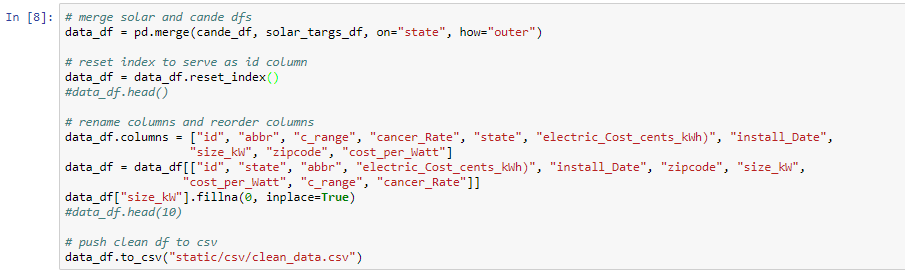 In [8]:
# merge solar and cande dfs
data_df = pd.merge(cande_df, solar_targs_df, on="state", how="outer")
# reset index to serve as id column
data_df = data_df.reset_index()
#data_df.head()
# rename columns and reorder columns
data_df.columns = ["id", "abbr", "c_range", "cancer_Rate", "state", "electric_Cost_cents_kWh)", "install_Date",
"size_kW", "zipcode", "cost_per_Watt"]
data_df = data_df[["id", "state", "abbr", "electric_Cost_cents_kWh)", "install_Date", "zipcode", "size_kW",
"cost_per_Watt", "c_range", "cancer_Rate"]]
data_df["size_kW"].fillna(0, inplace=True)
#data_df.head(10)
# push clean df to csv
data_df.to_csv("static/csv/clean_data.csv")